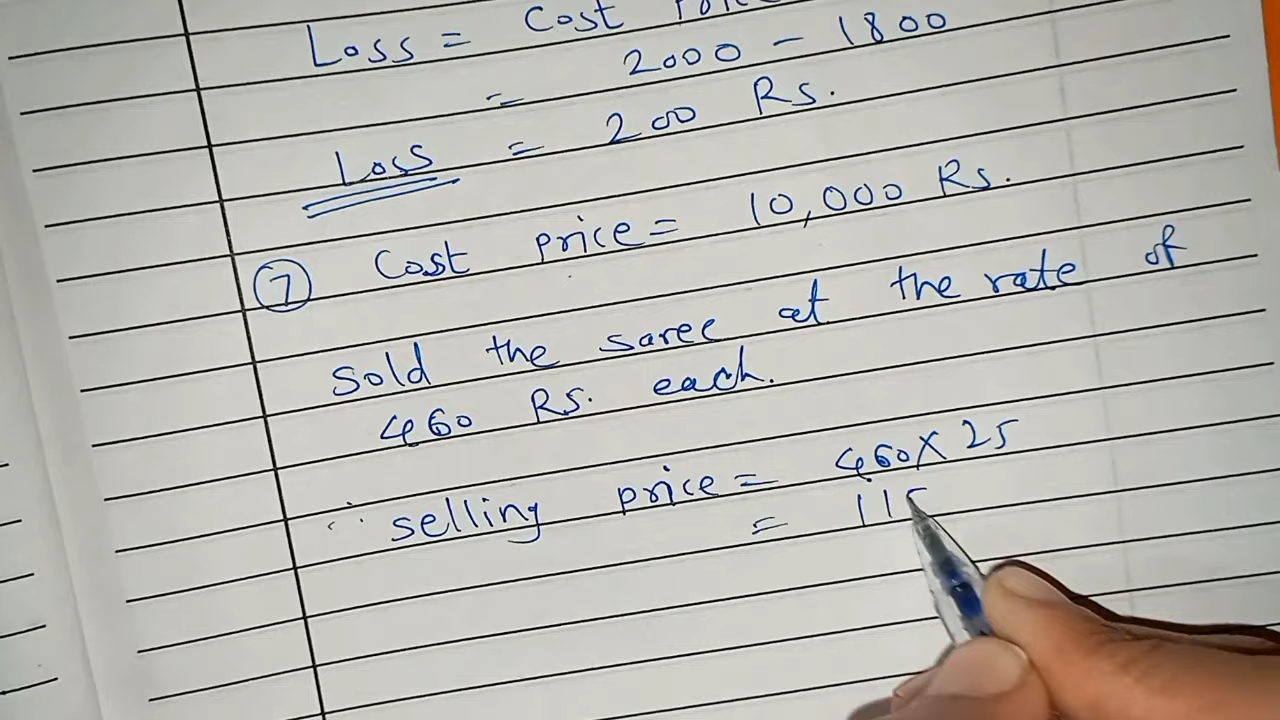 Loss = Cost
= 2000 - 1800
Loss = 200 Rs.
7 Cost price = 10,000 Rs.
Sold the saree at the rate of
460 Rs. each.
∴ selling price = 460 X 25
= 115